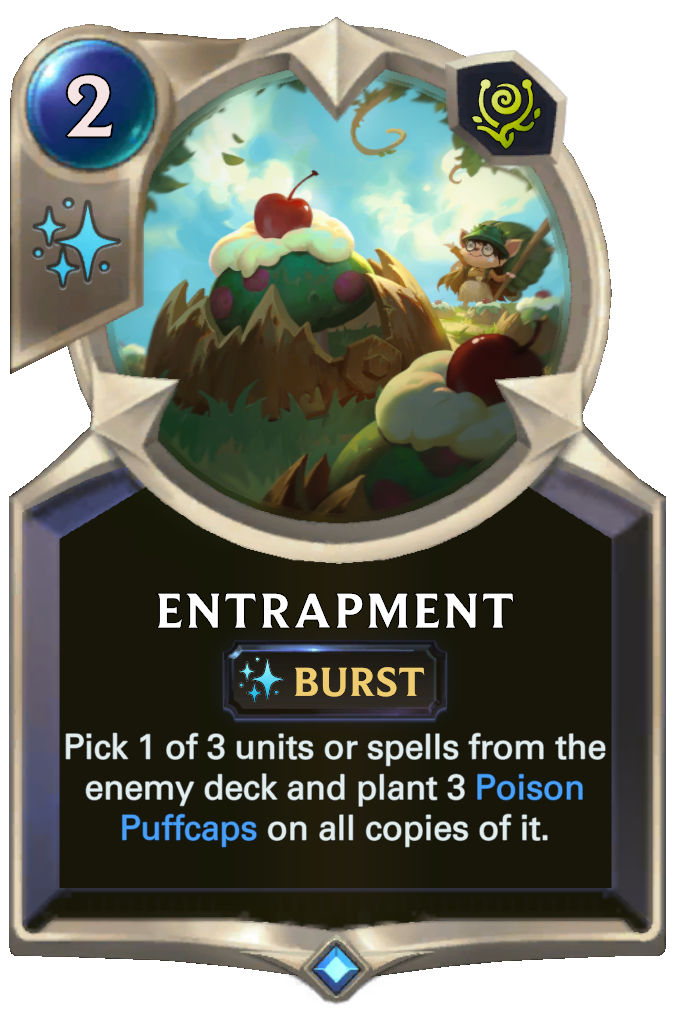 2
ENTRAPMENT
BURST
Pick 1 of 3 units or spells from the
enemy deck and plant 3 Poison
Puffcaps on all copies of it.